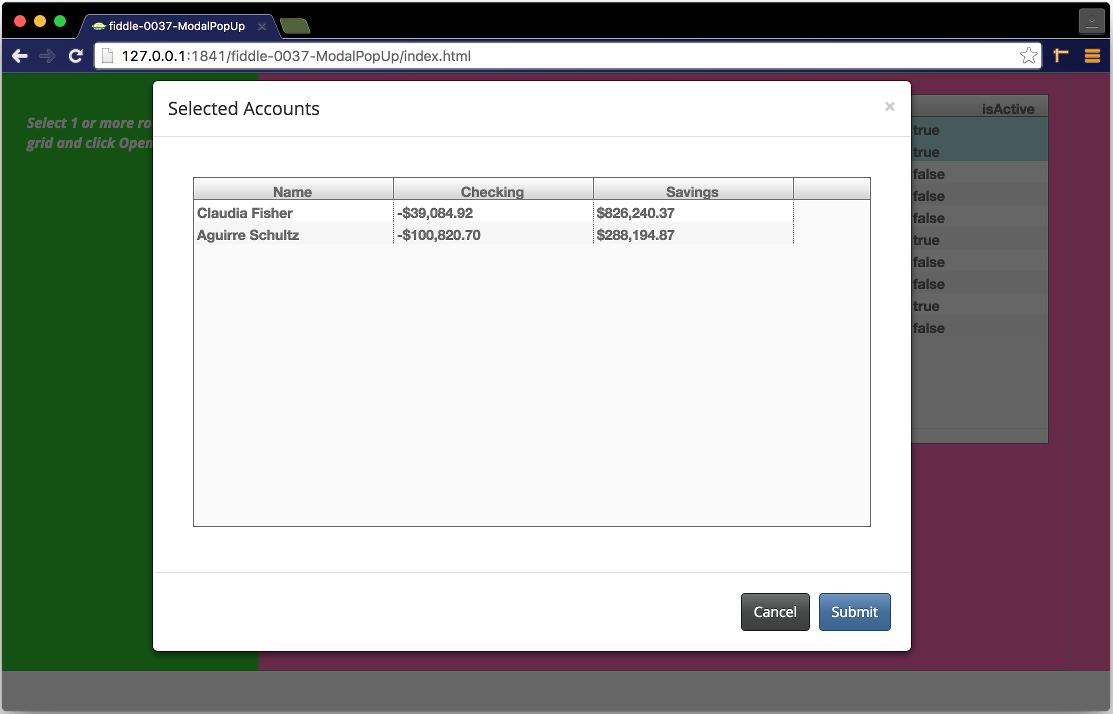 fiddle-0037-ModalPopUp
127.0.0.1:1841/fiddle-0037-ModalPopUp/index.html
Select 1 or more ro
grid and click Open
Selected Accounts
×
Name Checking Savings
Claudia Fisher -$39,084.92 $826,240.37
Aguirre Schultz -$100,820.70 $288,194.87
Cancel Submit
isActive
true
true
false
false
false
true
false
false
true
false